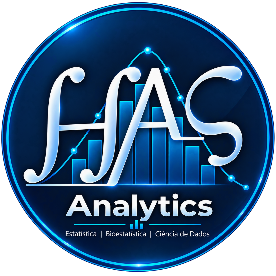 HAS
Analytics
Estatística | Bioestatística | Ciência de Dados